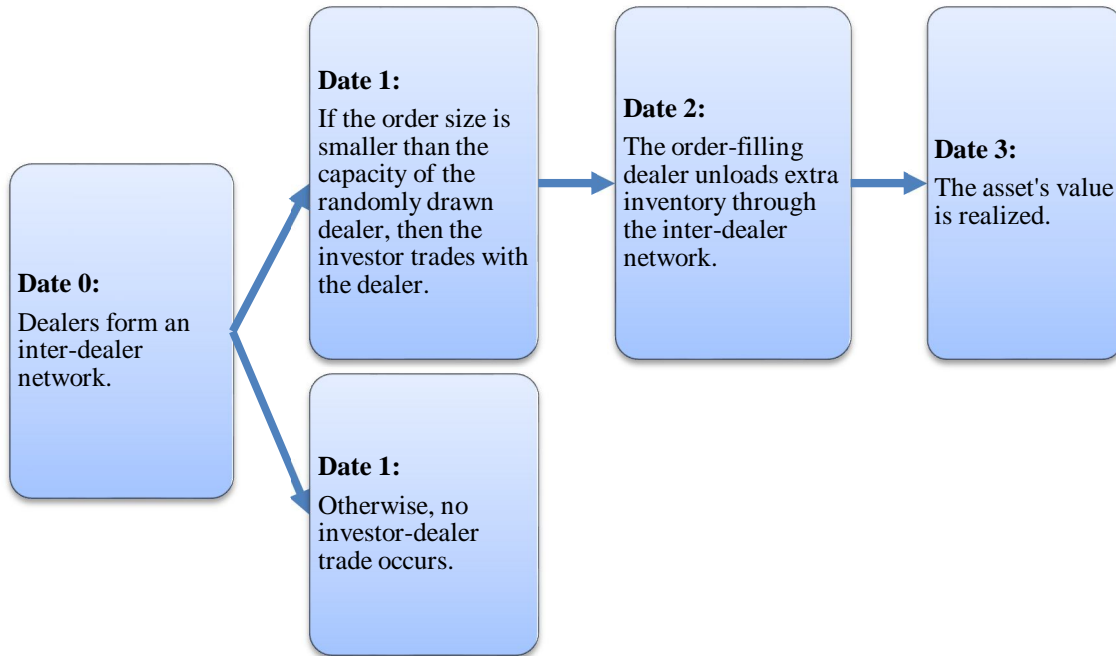 Date 0:
Dealers form an
inter-dealer
network.
Date 1:
If the order size is
smaller than the
capacity of the
randomly drawn
dealer, then the
investor trades with
the dealer.
Date 1:
Otherwise, no
investor-dealer
trade occurs.
Date 2:
The order-filling
dealer unloads extra
inventory through
the inter-dealer
network.
Date 3:
The asset's value
is realized.